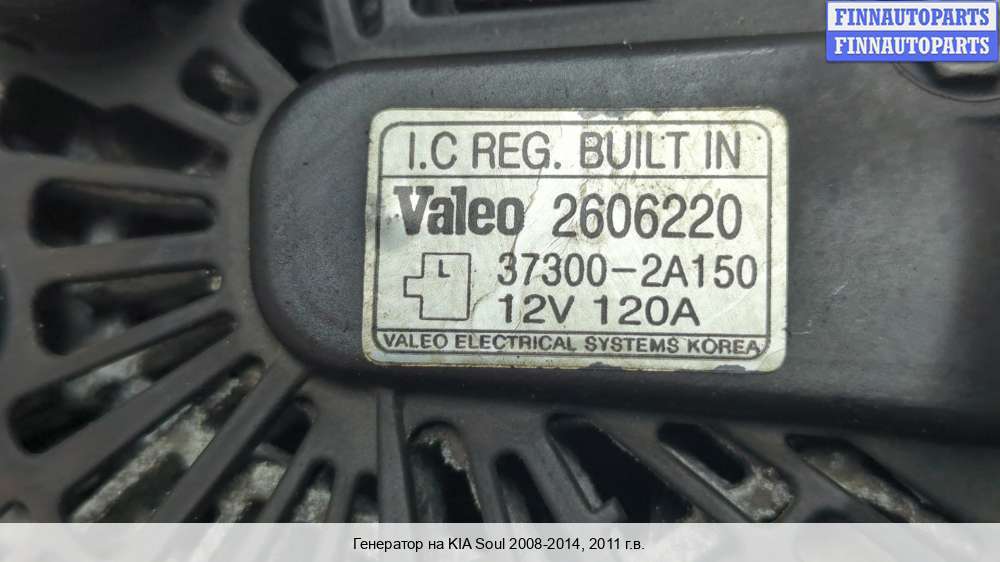 FINNAUTOPARTS
FINNAUTOPARTS
I.C REG. BUILT IN
Valeo 2606220
L 37300-2A150
12V 120A
VALEO ELECTRICAL SYSTEMS KOREA
Генератор на KIA Soul 2008-2014, 2011 г.в.